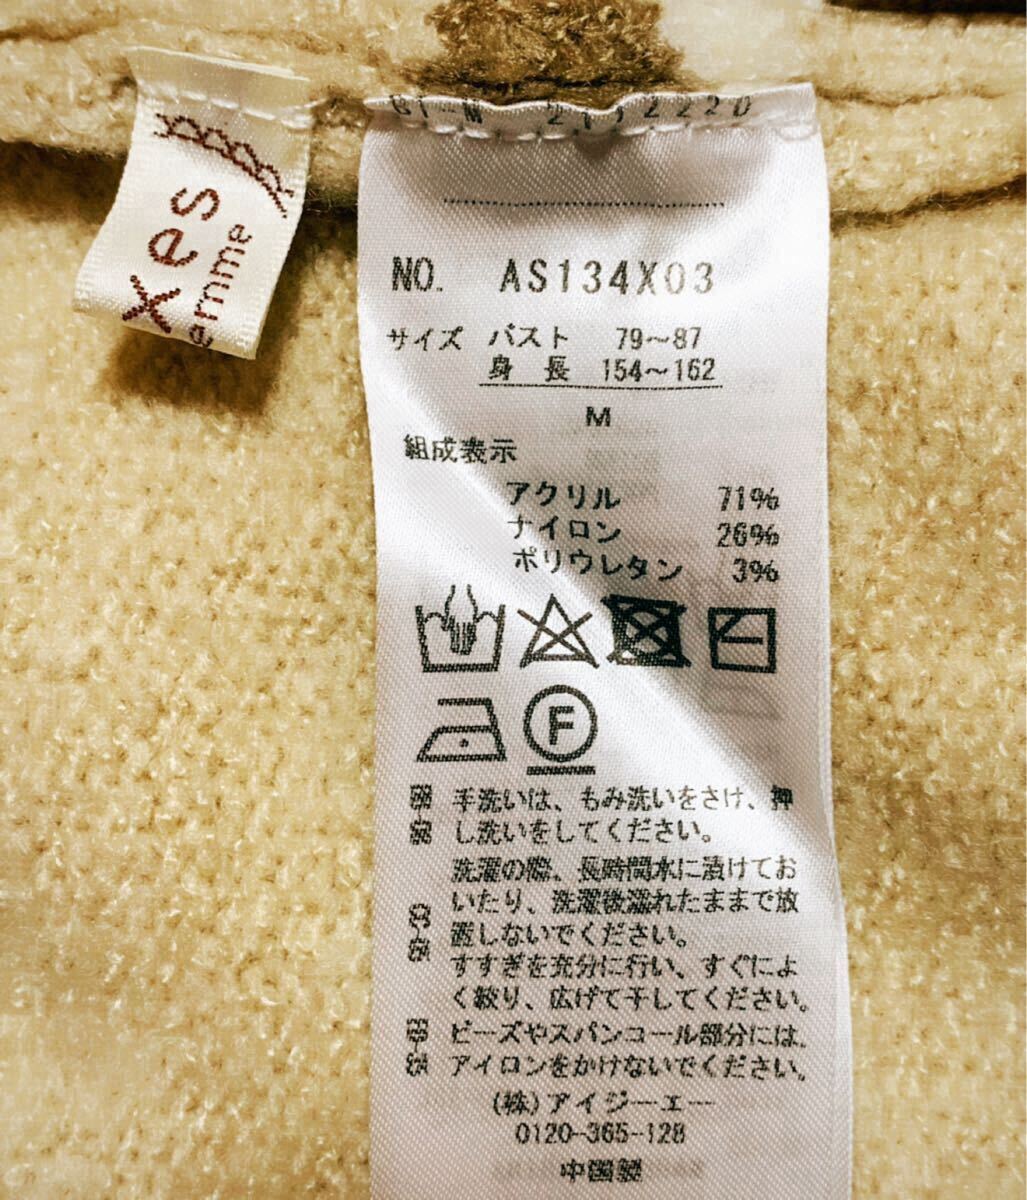 xes
emme
NO. AS134X03
サイズ バスト 79～87
身長 154～162
M
組成表示
アクリル 71%
ナイロン 26%
ポリウレタン 3%
F
手洗いは、もみ洗いをさけ、押
し洗いをしてください。
洗濯の際、長時間水に漬けてお
いたり、洗濯後濡れたままで放
置しないでください。
すすぎを充分に行い、すぐによ
く絞り、広げて干してください。
ビーズやスパンコール部分には、
アイロンをかけないでください。
(株)アイジーエー
0120-365-128
中国製